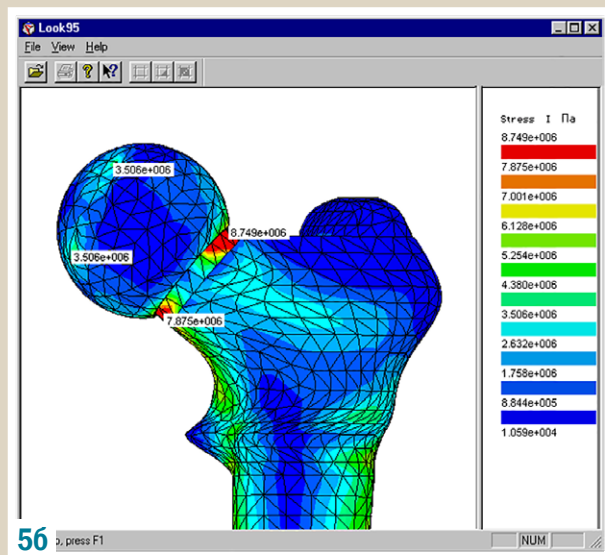 Look95
File View Help
Stress I Па
8.749e+006
7.875e+006
7.001e+006
6.128e+006
5.254e+006
4.380e+006
3.506e+006
2.632e+006
1.758e+006
8.844e+005
1.059e+004
3.506e+006
8.749e+006
3.506e+006
7.875e+006
5б
p, press F1
NUM